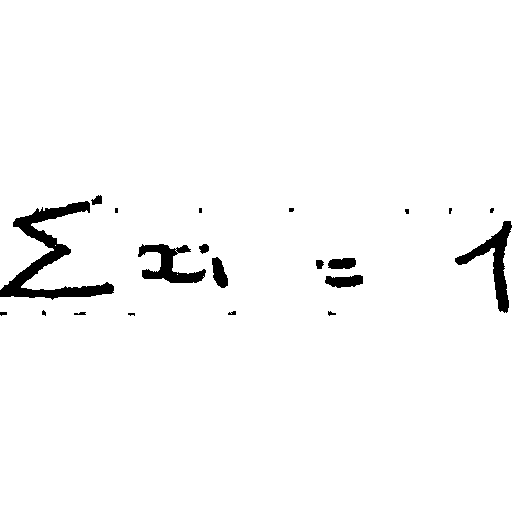 ∑ xi = 1